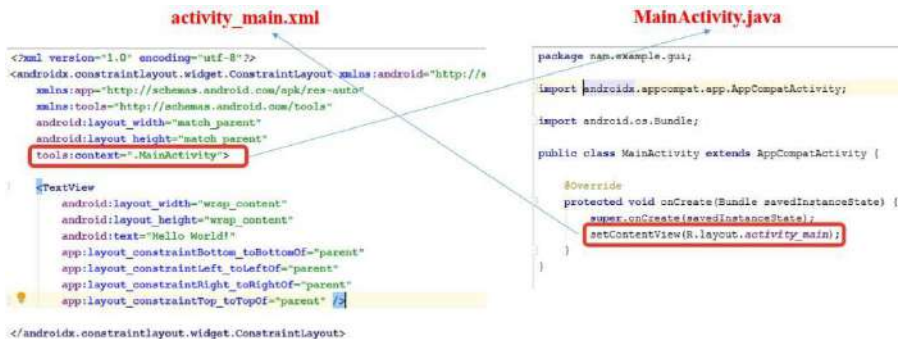 activity_main.xml
MainActivity.java
<?xml version="1.0" encoding="utf-8"?>
<androidx.constraintlayout.widget.ConstraintLayout xmlns:android="http://s
xmlns:app="http://schemas.android.com/apk/res-auto"
xmlns:tools="http://schemas.android.com/tools"
android:layout_width="match_parent"
android:layout_height="match_parent"
tools:context=".MainActivity">
<TextView
android:layout_width="wrap_content"
android:layout_height="wrap_content"
android:text="Hello World!"
app:layout_constraintBottom_toBottomOf="parent"
app:layout_constraintLeft_toLeftOf="parent"
app:layout_constraintRight_toRightOf="parent"
app:layout_constraintTop_toTopOf="parent" />
</androidx.constraintlayout.widget.ConstraintLayout>
package nam.example.gui;
import androidx.appcompat.app.AppCompatActivity;
import android.os.Bundle;
public class MainActivity extends AppCompatActivity {
@Override
protected void onCreate(Bundle savedInstanceState) {
super.onCreate(savedInstanceState);
setContentView(R.layout.activity_main);
}
}